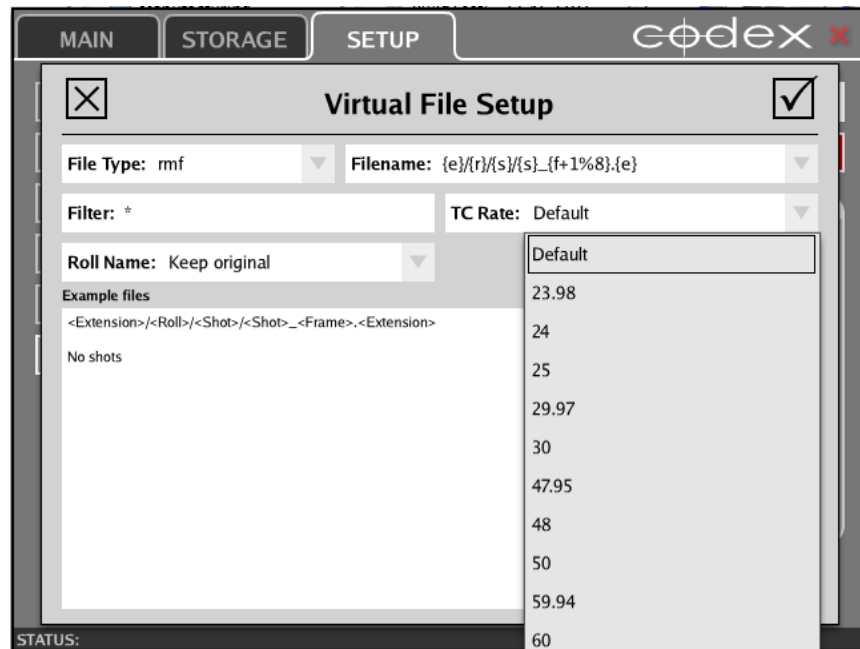 MAIN STORAGE SETUP codex
Virtual File Setup
File Type: rmf Filename: {e}/{r}/{s}/{s}_{f+1%8}.{e}
Filter: * TC Rate: Default
Roll Name: Keep original
Default
23.98
24
25
29.97
30
47.95
48
50
59.94
60
Example files
<Extension>/<Roll>/<Shot>/<Shot>_<Frame>.<Extension>
No shots
STATUS: